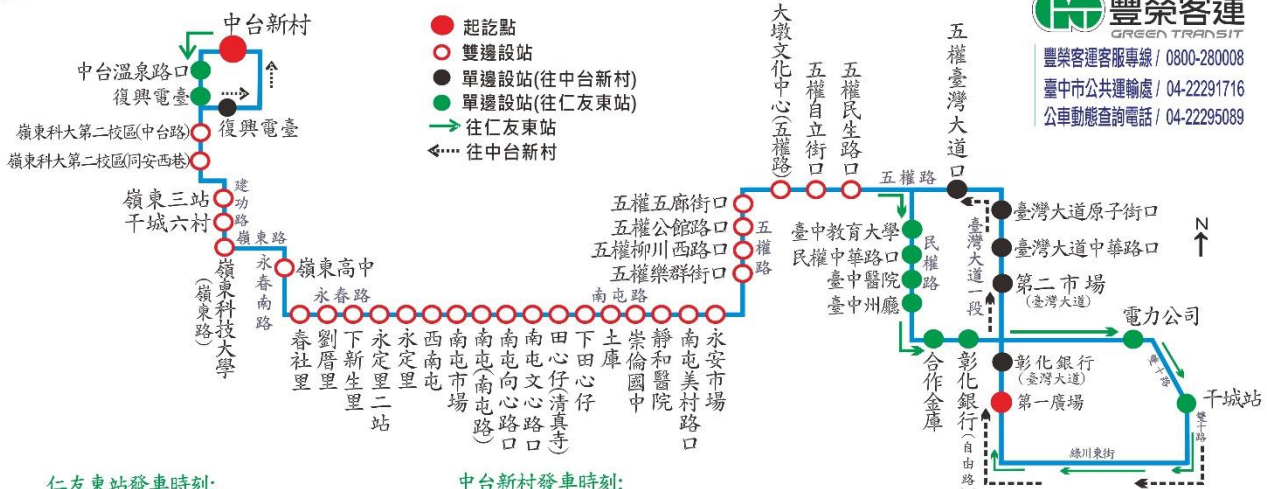 中台新村
中台溫泉路口
復興電臺
復興電臺
嶺東科大第二校區(中台路)
嶺東科大第二校區(同安西巷)
嶺東三站
干城六村
建功路
嶺東路
嶺東科技大學
(嶺東路)
永春南路
嶺東高中
永春路
起訖點
雙邊設站
單邊設站(往中台新村)
單邊設站(往仁友東站)
往仁友東站
往中台新村
春社里
劉厝里
下新生里
永定里二站
永定里
西南屯
南屯市場
南屯(南屯路)
南屯向心路口
南屯文心路口
田心仔(清真寺)
下田心仔
土庫
崇倫國中
靜和醫院
南屯美村路口
永安市場
南屯路
五權五廊街口
五權公館路口
五權柳川西路口
五權樂群街口
五權路
大墩文化中心(五權路)
五權自立街口
五權民生路口
五權路
五權臺灣大道口
臺中教育大學
民權中華路口
臺中醫院
臺中州廳
民權路
合作金庫
彰化銀行(自由路
臺灣大道一段
臺灣大道原子街口
臺灣大道中華路口
第二市場
(臺灣大道)
彰化銀行
(臺灣大道)
第一廣場
電力公司
雙十路
干城站
雙十路
綠川東街
N
豐榮客運
GREEN TRANSIT
豐榮客運客服專線 / 0800-280008
臺中市公共運輸處 / 04-22291716
公車動態查詢電話 / 04-22295089
仁友東站發車時刻:
中台新村發車時刻: